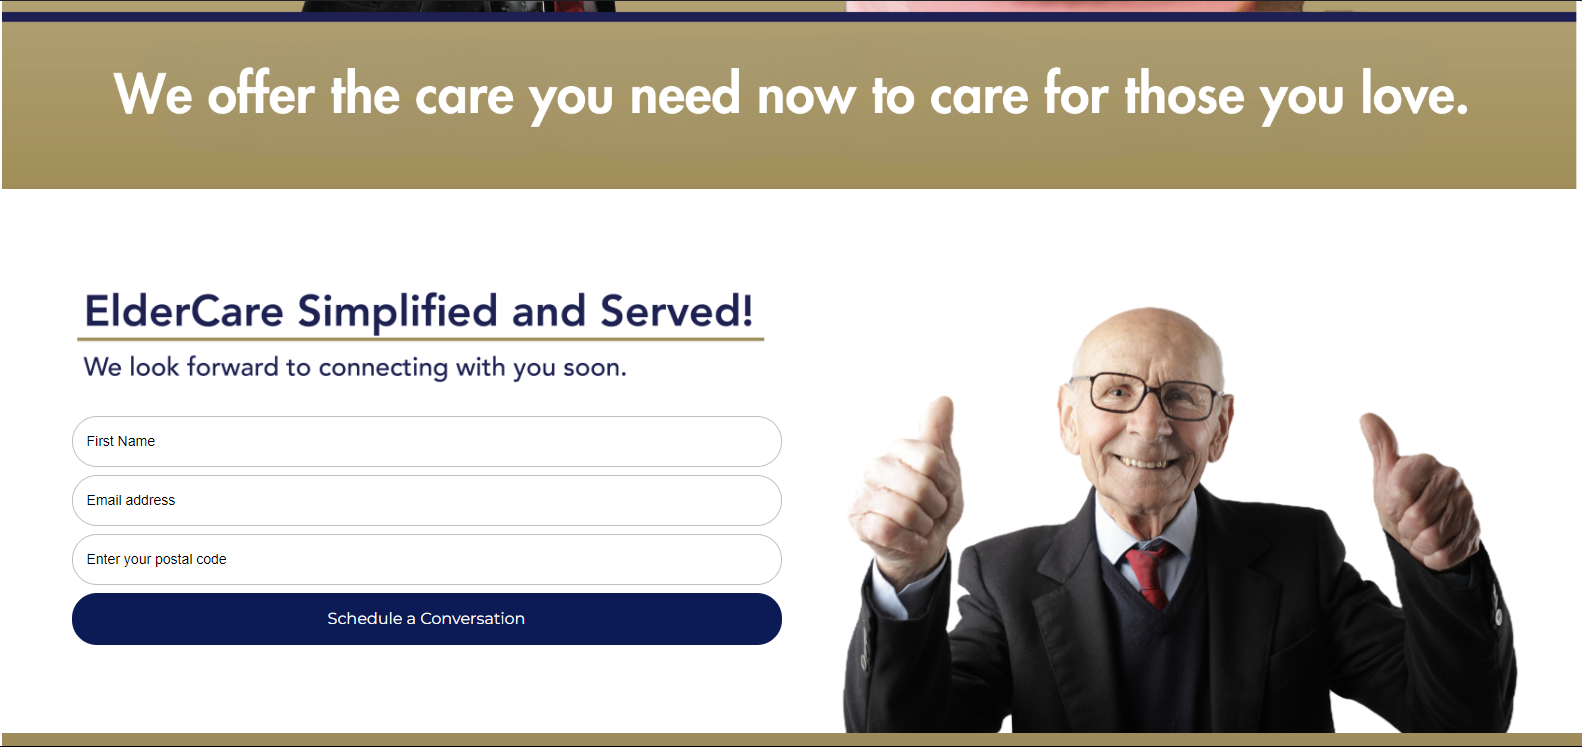 We offer the care you need now to care for those you love.
ElderCare Simplified and Served!
We look forward to connecting with you soon.
First Name
Email address
Enter your postal code
Schedule a Conversation